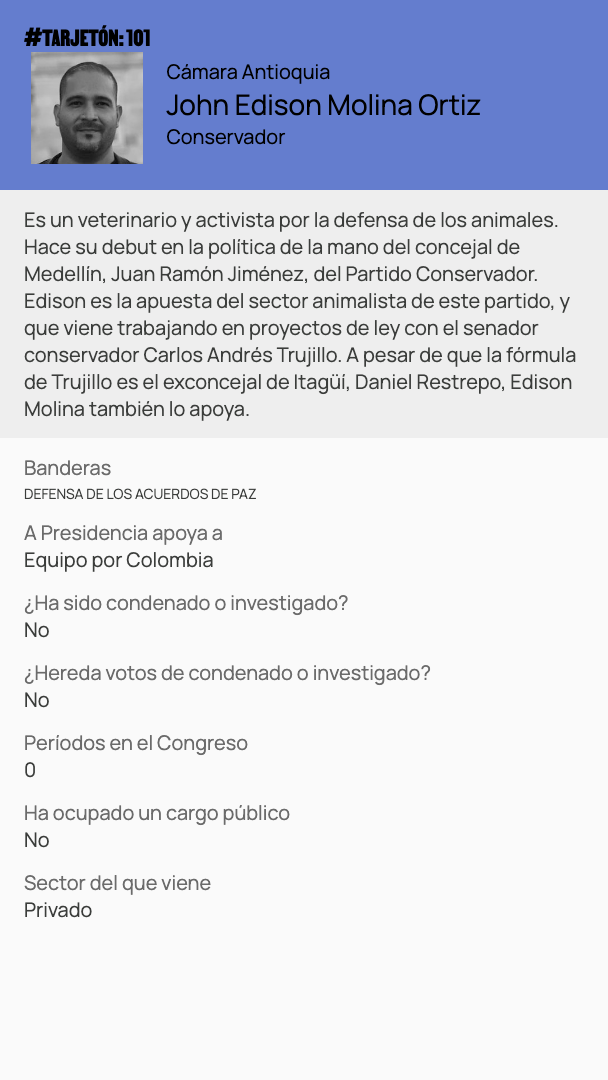 #TARJETÓN: 101
Cámara Antioquia
John Edison Molina Ortiz
Conservador
Es un veterinario y activista por la defensa de los animales.
Hace su debut en la política de la mano del concejal de
Medellín, Juan Ramón Jiménez, del Partido Conservador.
Edison es la apuesta del sector animalista de este partido, y
que viene trabajando en proyectos de ley con el senador
conservador Carlos Andrés Trujillo. A pesar de que la fórmula
de Trujillo es el exconcejal de Itagüí, Daniel Restrepo, Edison
Molina también lo apoya.
Banderas
DEFENSA DE LOS ACUERDOS DE PAZ
A Presidencia apoya a
Equipo por Colombia
¿Ha sido condenado o investigado?
No
¿Hereda votos de condenado o investigado?
No
Períodos en el Congreso
0
Ha ocupado un cargo público
No
Sector del que viene
Privado